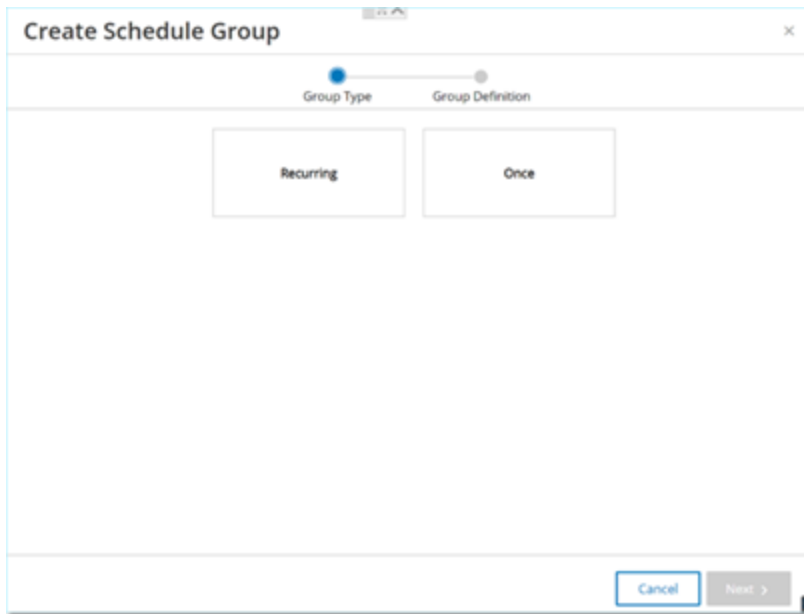 Create Schedule Group
Group Type Group Definition
Recurring Once
Cancel Next